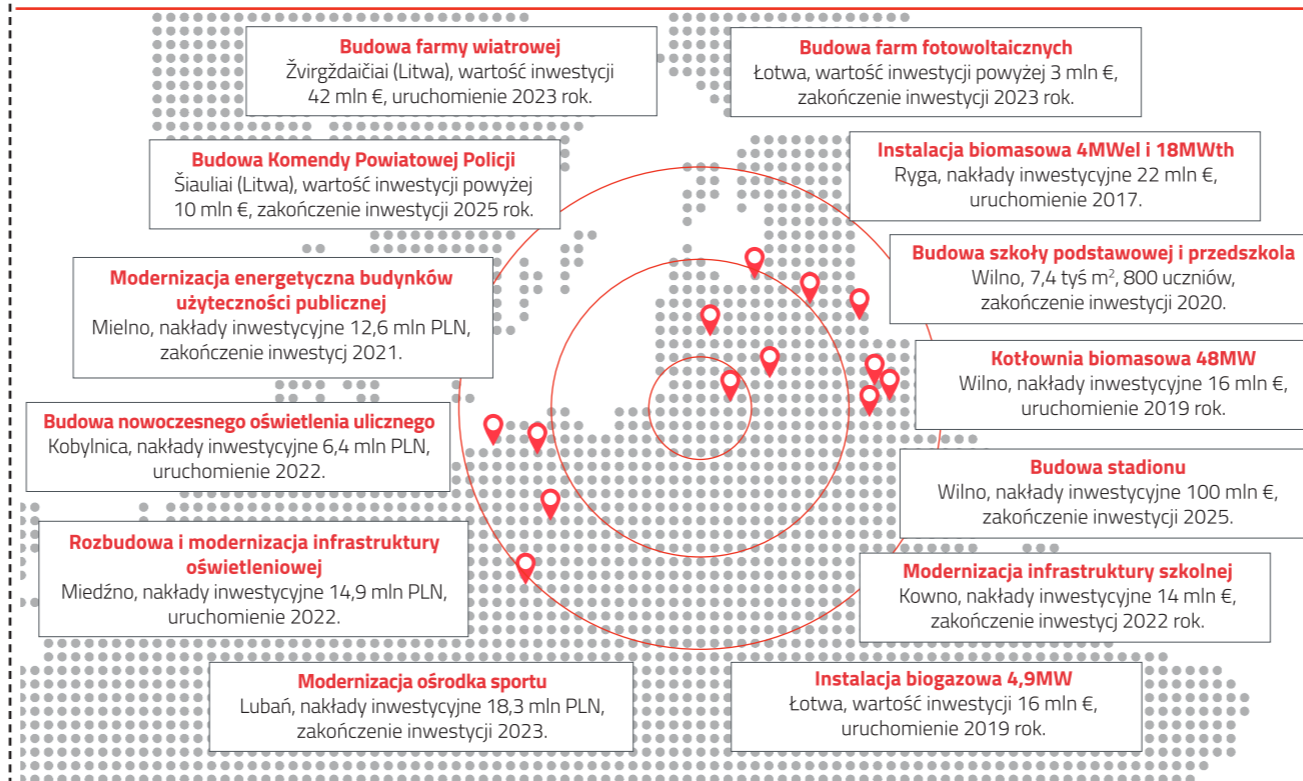 Budowa farmy wiatrowej
Žvirgždaičiai (Litwa), wartość inwestycji
42 mln €, uruchomienie 2023 rok.
Budowa farm fotowoltaicznych
Łotwa, wartość inwestycji powyżej 3 mln €,
zakończenie inwestycji 2023 rok.
Budowa Komendy Powiatowej Policji
Šiauliai (Litwa), wartość inwestycji powyżej
10 mln €, zakończenie inwestycji 2025 rok.
Instalacja biomasowa 4MWel i 18MWth
Ryga, nakłady inwestycyjne 22 mln €,
uruchomienie 2017.
Modernizacja energetyczna budynków
użyteczności publicznej
Mielno, nakłady inwestycyjne 12,6 mln PLN,
zakończenie inwestycj 2021.
Budowa szkoły podstawowej i przedszkola
Wilno, 7,4 tyś m², 800 uczniów,
zakończenie inwestycji 2020.
Kotłownia biomasowa 48MW
Wilno, nakłady inwestycyjne 16 mln €,
uruchomienie 2019 rok.
Budowa nowoczesnego oświetlenia ulicznego
Kobylnica, nakłady inwestycyjne 6,4 mln PLN,
uruchomienie 2022.
Budowa stadionu
Wilno, nakłady inwestycyjne 100 mln €,
zakończenie inwestycji 2025.
Rozbudowa i modernizacja infrastruktury
oświetleniowej
Miedźno, nakłady inwestycyjne 14,9 mln PLN,
uruchomienie 2022.
Modernizacja infrastruktury szkolnej
Kowno, nakłady inwestycyjne 14 mln €,
zakończenie inwestycj 2022 rok.
Modernizacja ośrodka sportu
Lubań, nakłady inwestycyjne 18,3 mln PLN,
zakończenie inwestycji 2023.
Instalacja biogazowa 4,9MW
Łotwa, wartość inwestycji 16 mln €,
uruchomienie 2019 rok.